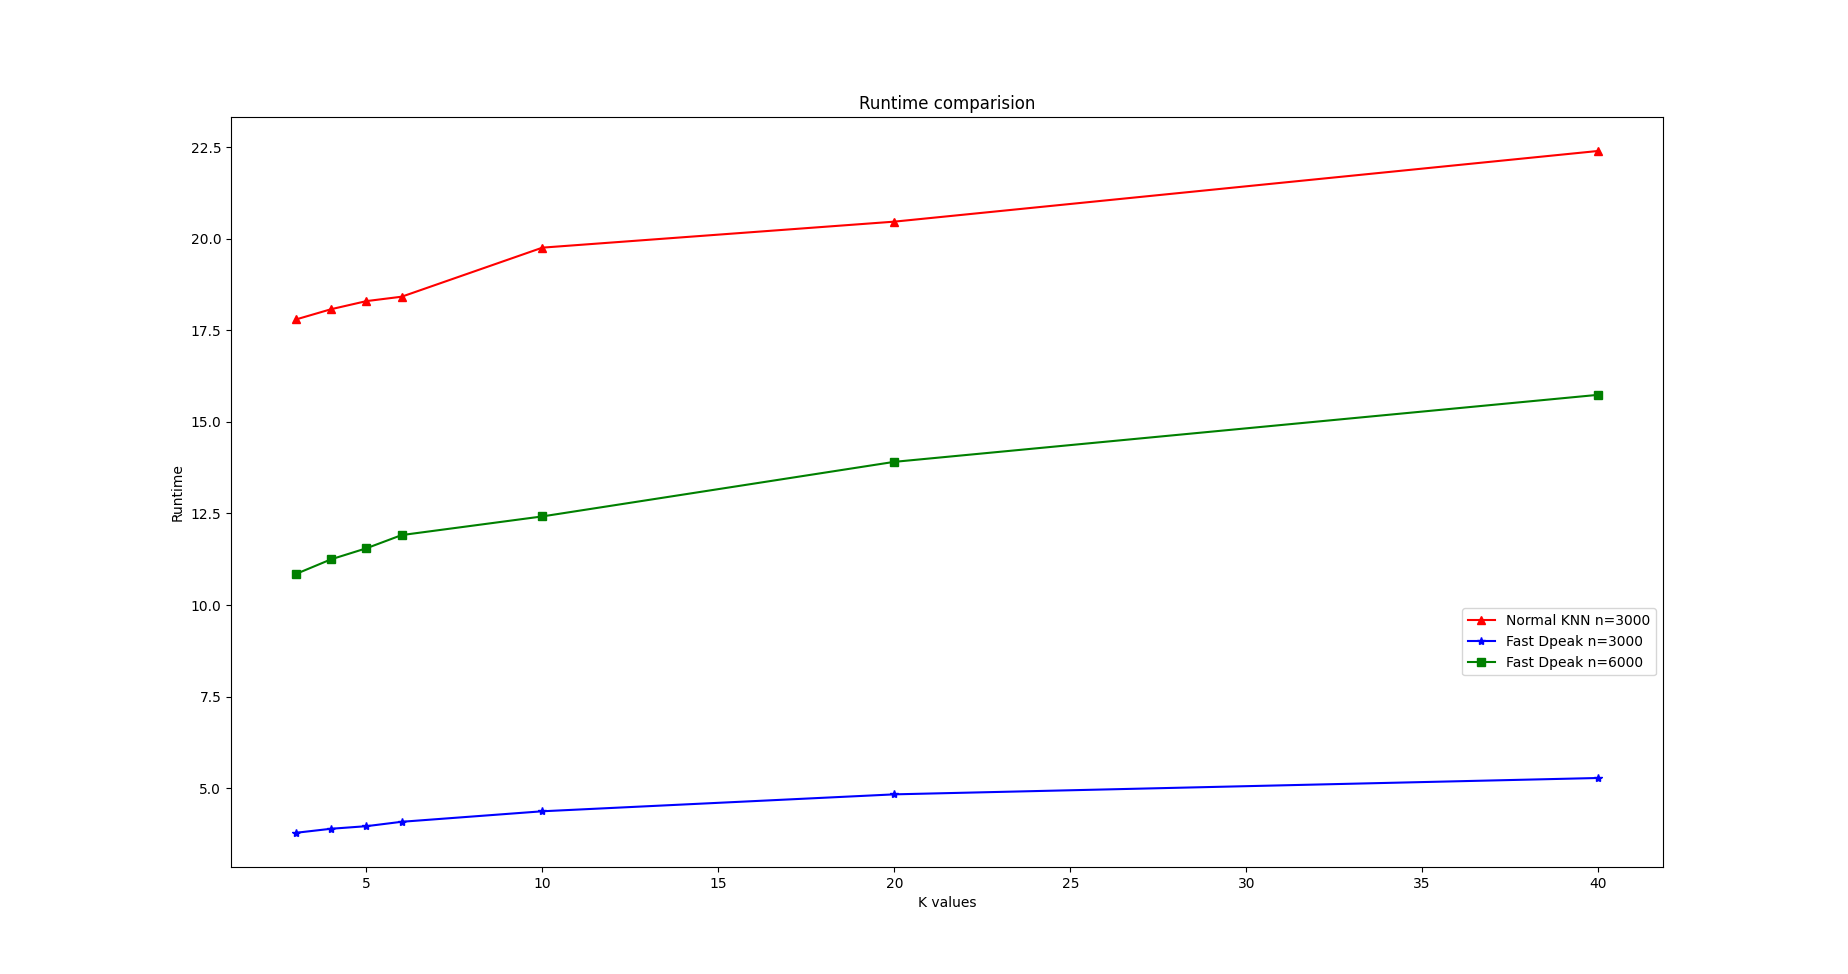 Runtime comparision
22.5
20.0
17.5
15.0
12.5
10.0
7.5
5.0
Runtime
Normal KNN n=3000
Fast Dpeak n=3000
Fast Dpeak n=6000
5 10 15 20 25 30 35 40
K values